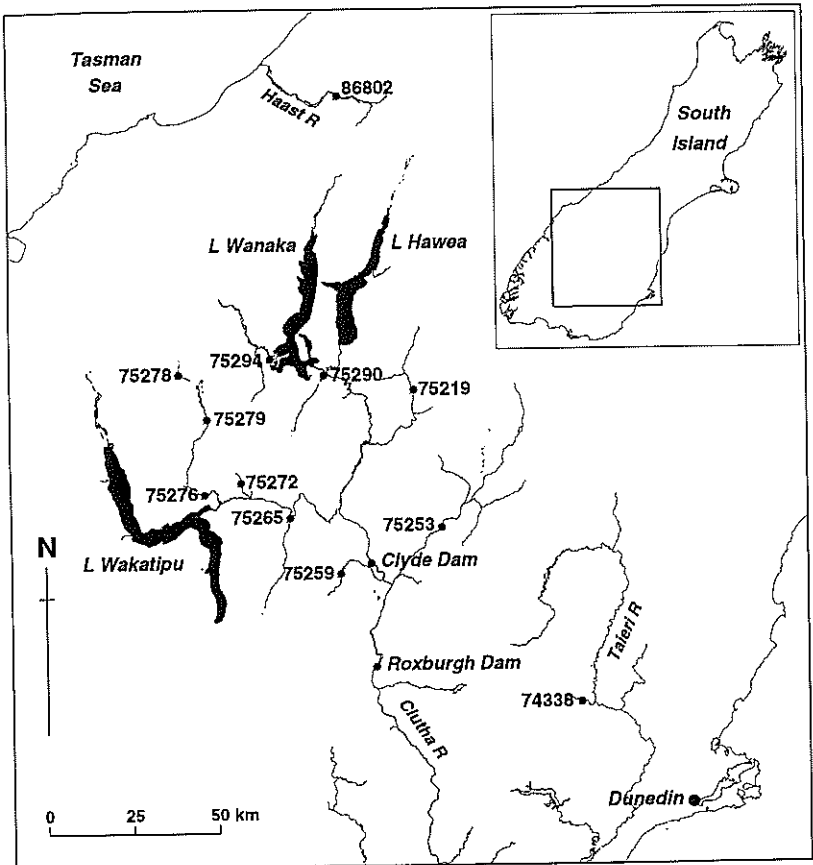 Tasman
Sea
86802
Haast R
South
Island
L Wanaka
L Hawea
75294
75278
75290
75219
75279
75272
75276
75265
75253
N
L Wakatipu
75259
Clyde Dam
Taieri R
Roxburgh Dam
74338
Clutha R
Dunedin
0 25 50 km